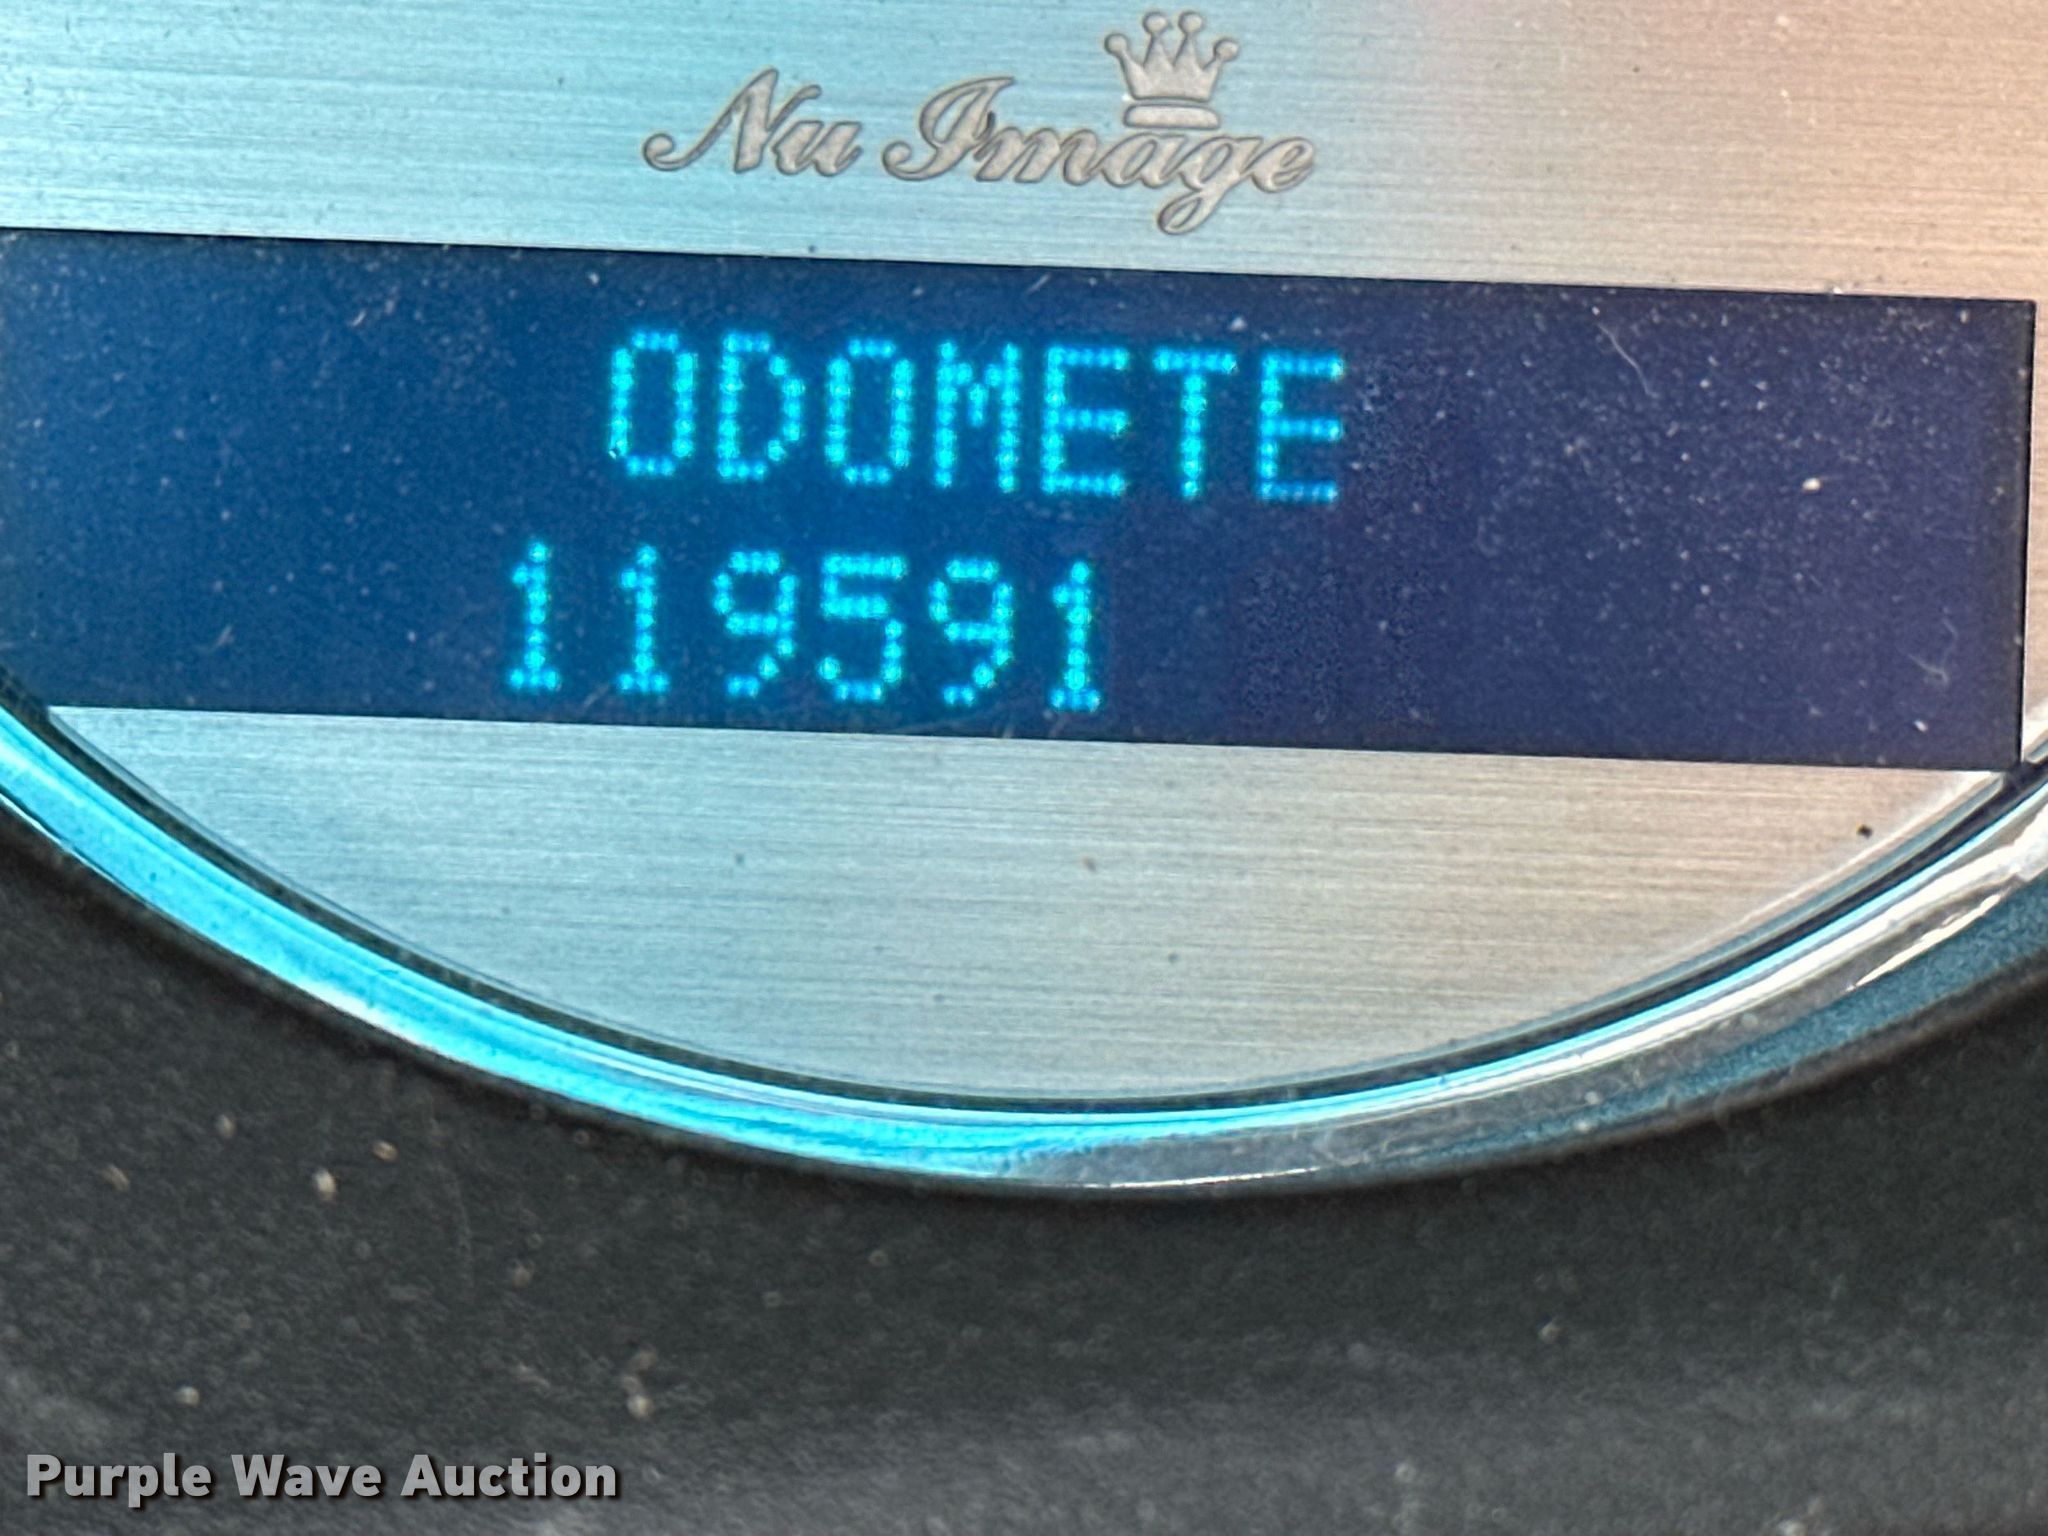 Nu Image
ODOMETE
119591
Purple Wave Auction